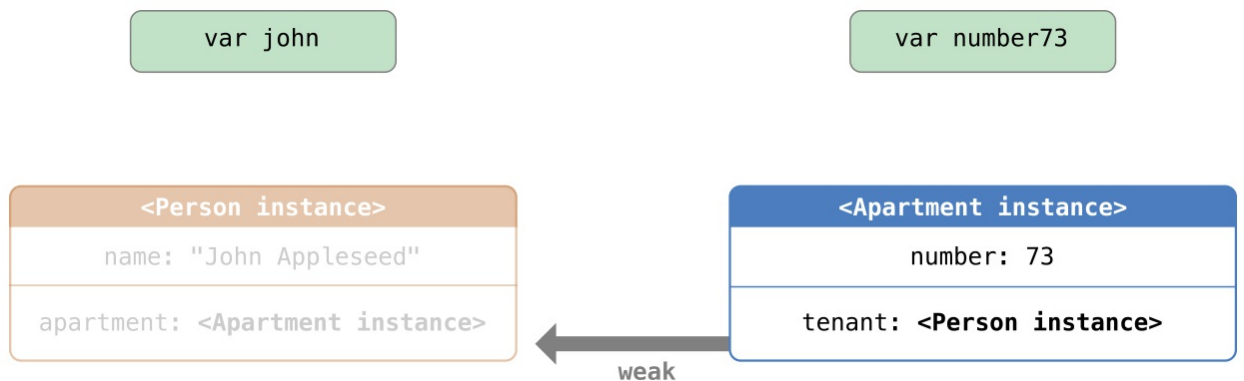 var john
var number73
<Person instance>
name: "John Appleseed"
apartment: <Apartment instance>
<Apartment instance>
number: 73
tenant: <Person instance>
weak